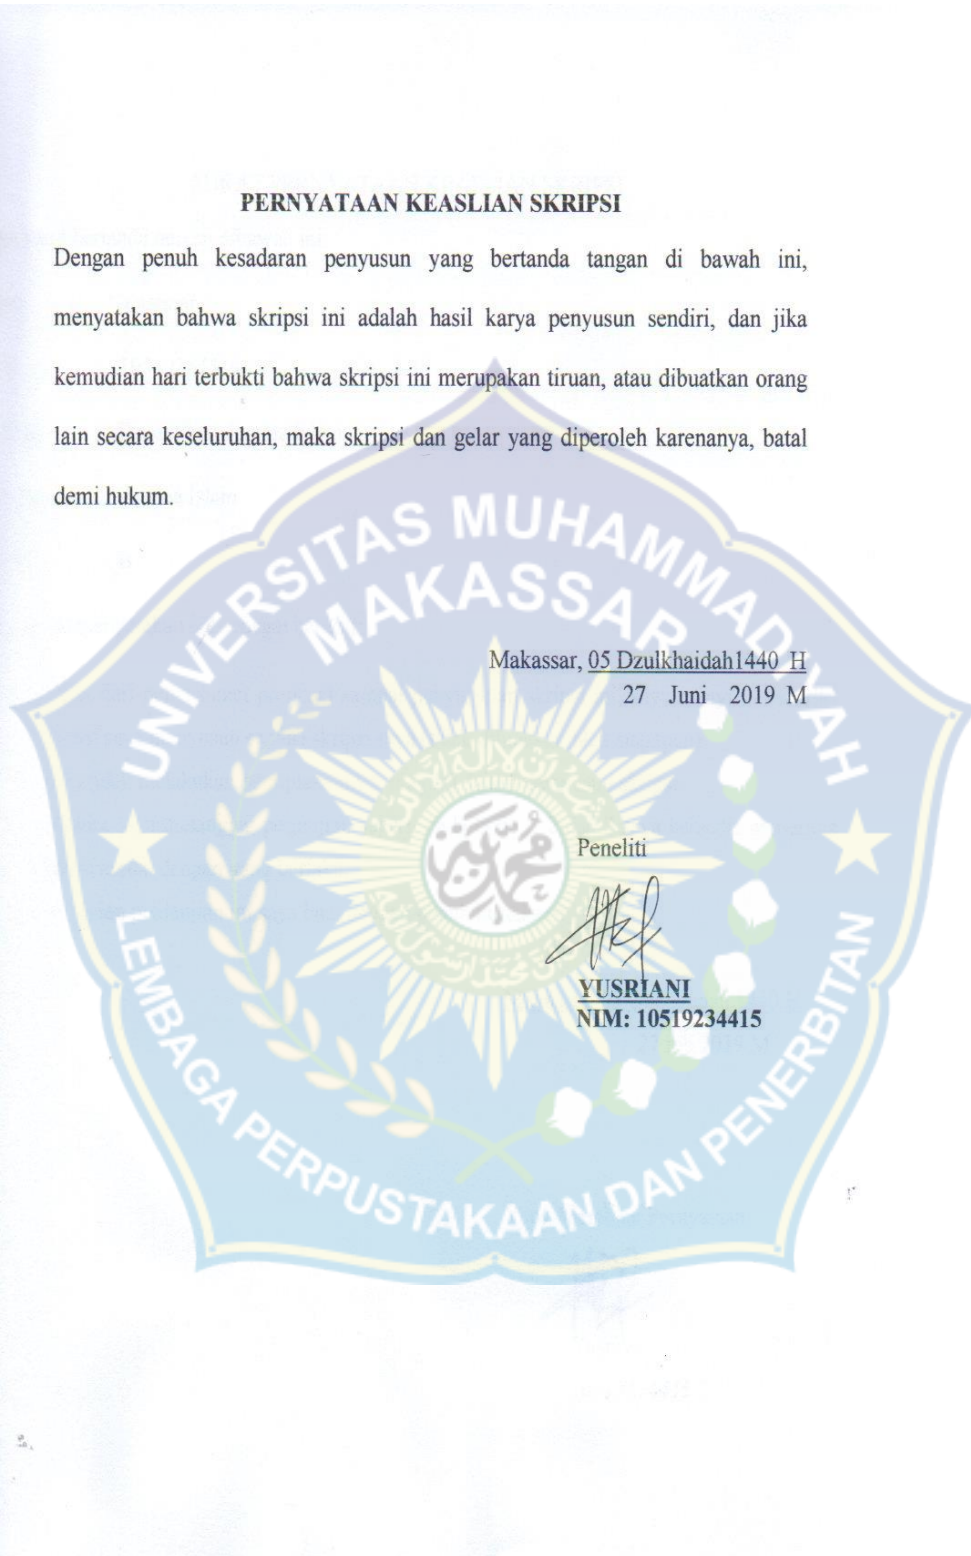 PERNYATAAN KEASLIAN SKRIPSI
Dengan penuh kesadaran penyusun yang bertanda tangan di bawah ini,
menyatakan bahwa skripsi ini adalah hasil karya penyusun sendiri, dan jika
kemudian hari terbukti bahwa skripsi ini merupakan tiruan, atau dibuatkan orang
lain secara keseluruhan, maka skripsi dan gelar yang diperoleh karenanya, batal
demi hukum.
UNIVERSITAS MUHAMMADIYAH
MAKASSAR
Makassar, 05 Dzulkhaidah1440 H
27 Juni 2019 M
Peneliti
YUSRIANI
NIM: 10519234415
LEMBAGA PERPUSTAKAAN DAN PENERBITAN